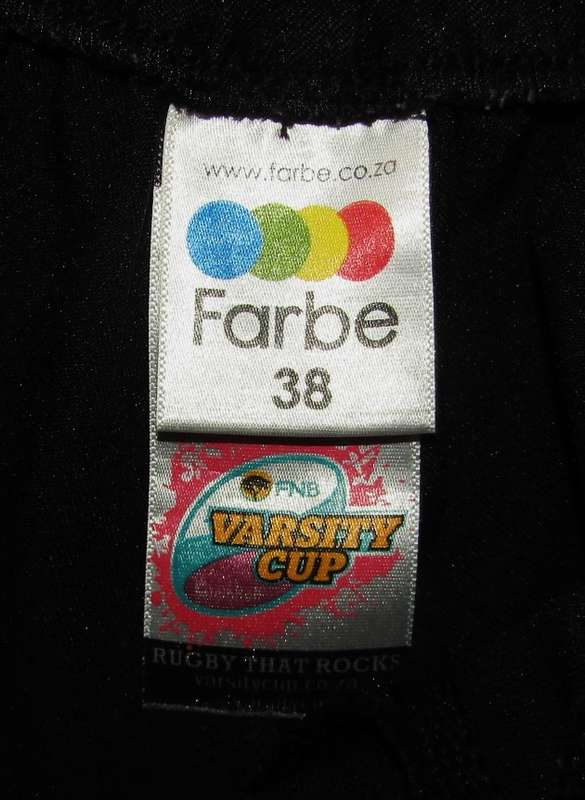 www.farbe.co.za
Farbe
38
FNB
VARSITY
CUP
RUGBY THAT ROCKS
varsitycup.co.za